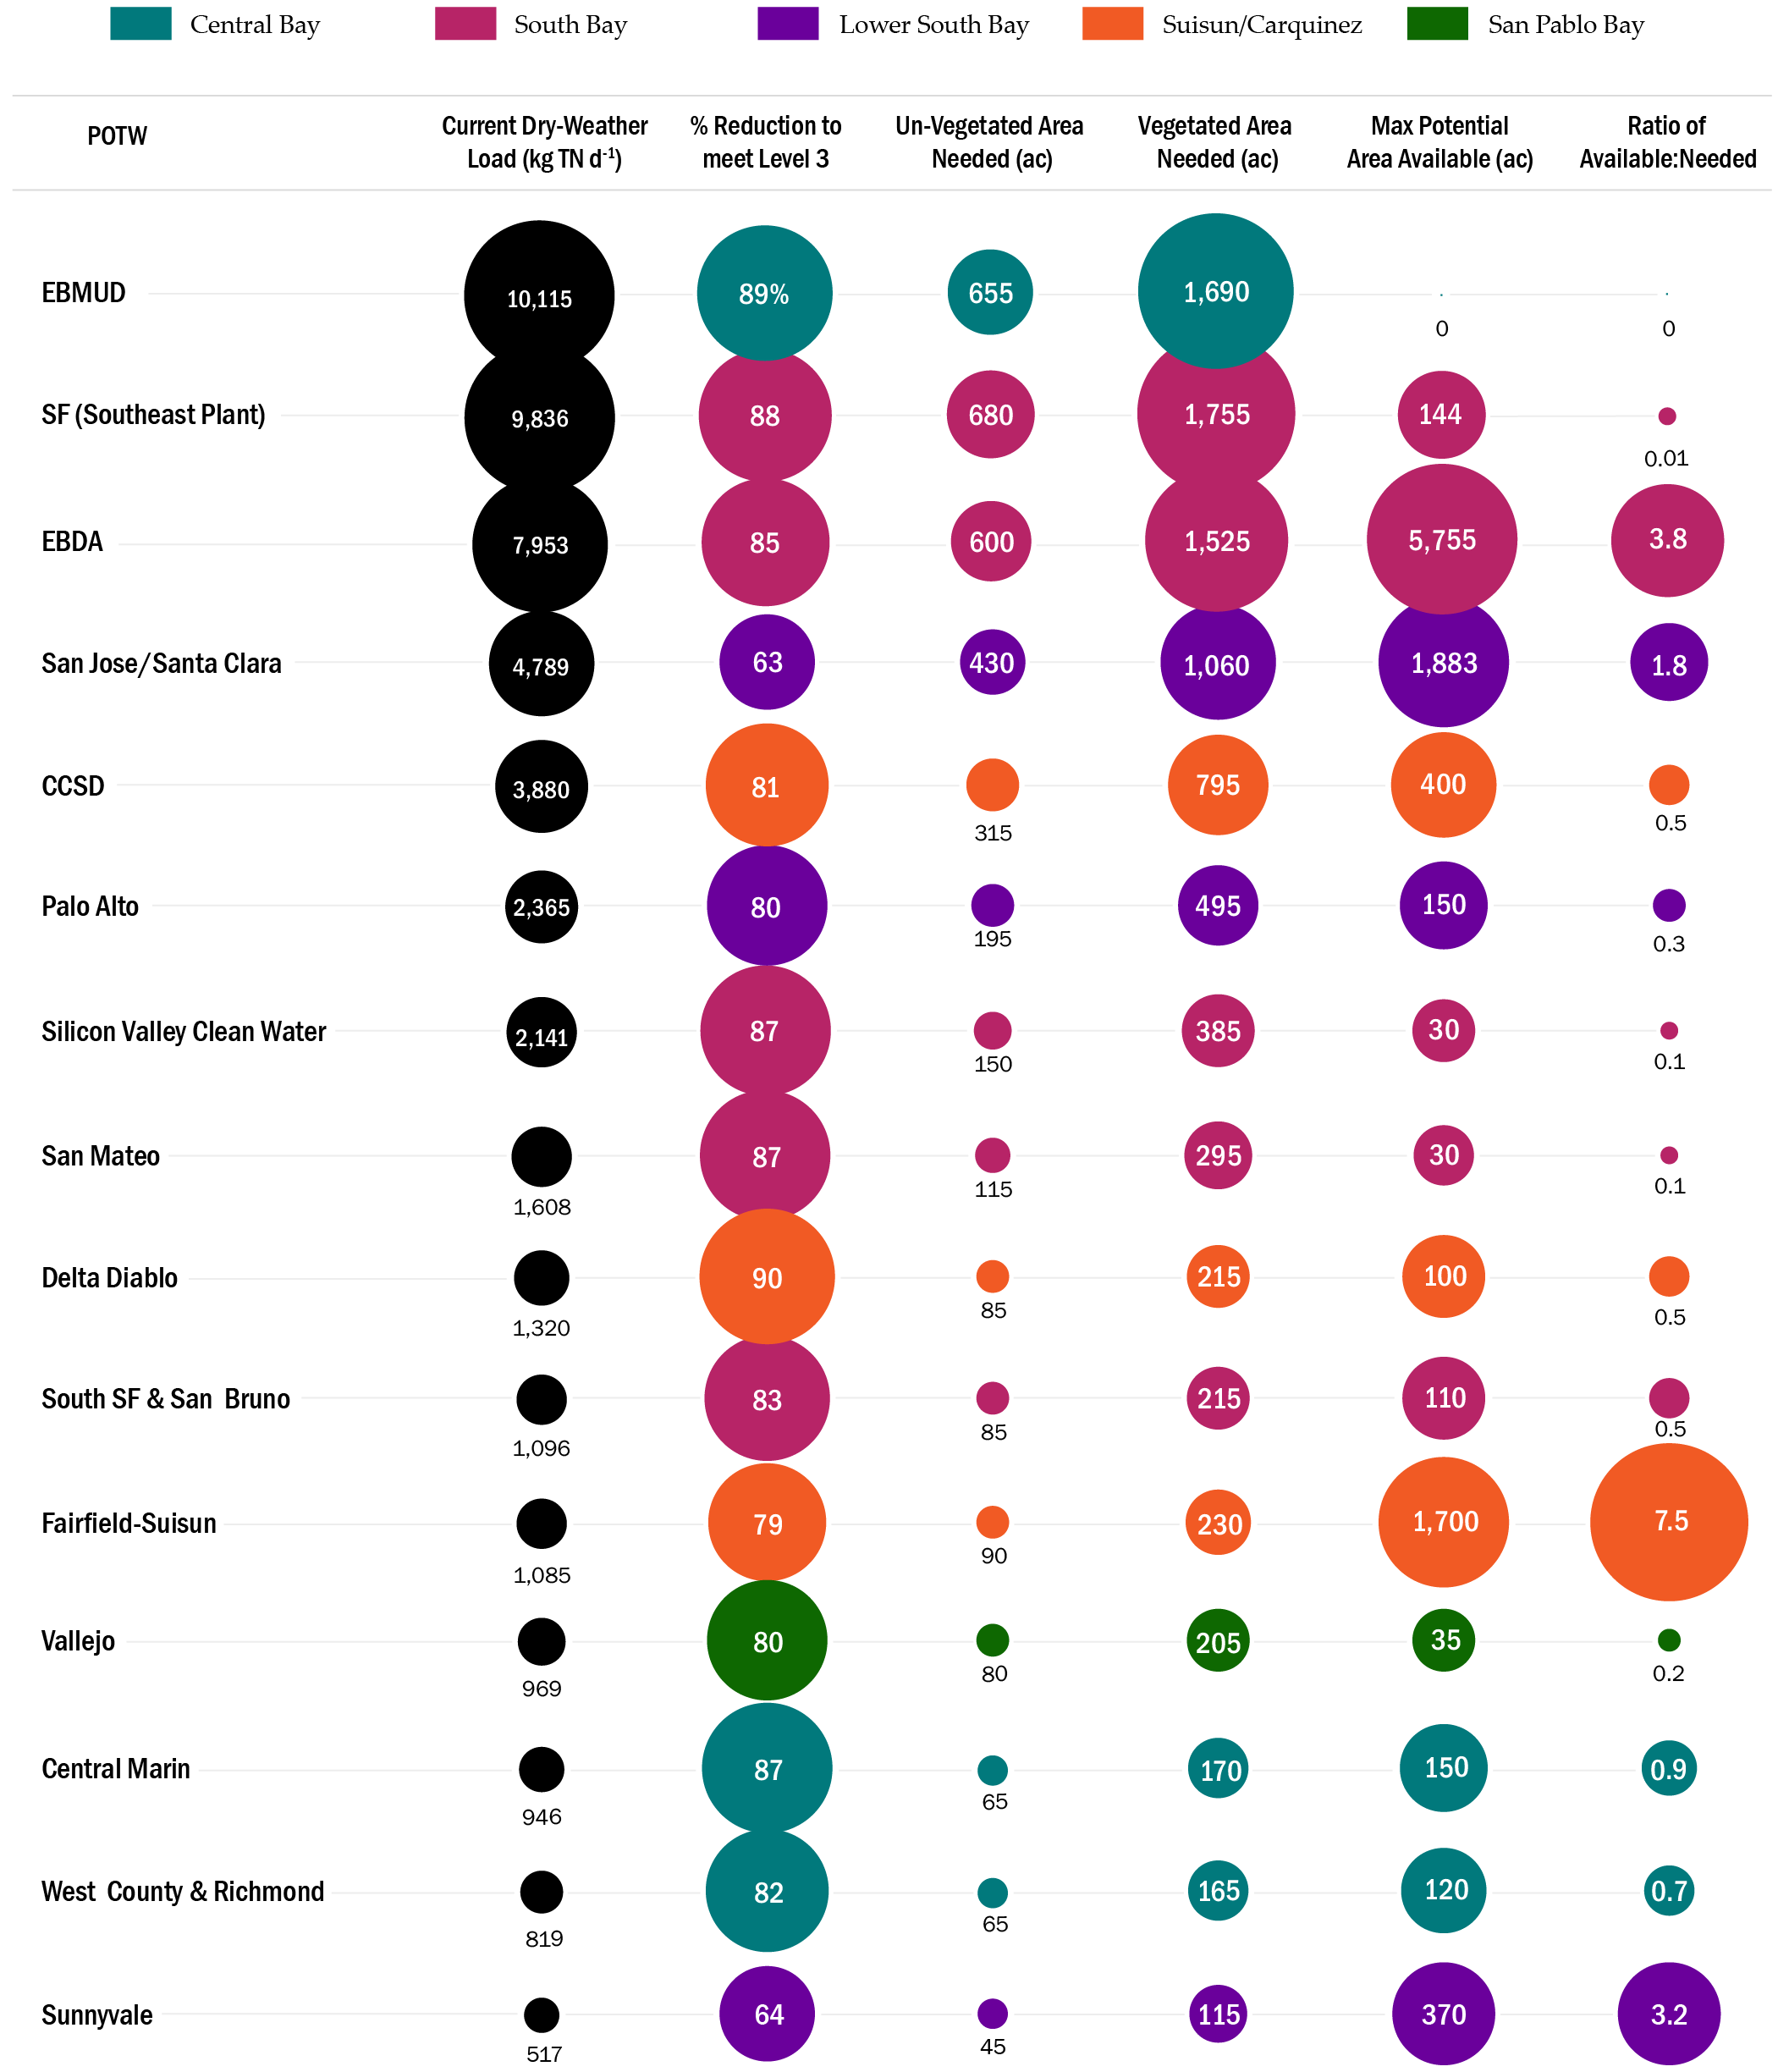 Central Bay South Bay Lower South Bay Suisun/Carquinez San Pablo Bay
POTW Current Dry-Weather Load (kg TN d-1) % Reduction to meet Level 3 Un-Vegetated Area Needed (ac) Vegetated Area Needed (ac) Max Potential Area Available (ac) Ratio of Available:Needed
EBMUD 10,115 89% 655 1,690 0 0
SF (Southeast Plant) 9,836 88 680 1,755 144 0.01
EBDA 7,953 85 600 1,525 5,755 3.8
San Jose/Santa Clara 4,789 63 430 1,060 1,883 1.8
CCSD 3,880 81 315 795 400 0.5
Palo Alto 2,365 80 195 495 150 0.3
Silicon Valley Clean Water 2,141 87 150 385 30 0.1
San Mateo 1,608 87 115 295 30 0.1
Delta Diablo 1,320 90 85 215 100 0.5
South SF & San Bruno 1,096 83 85 215 110 0.5
Fairfield-Suisun 1,085 79 90 230 1,700 7.5
Vallejo 969 80 80 205 35 0.2
Central Marin 946 87 65 170 150 0.9
West County & Richmond 819 82 65 165 120 0.7
Sunnyvale 517 64 45 115 370 3.2